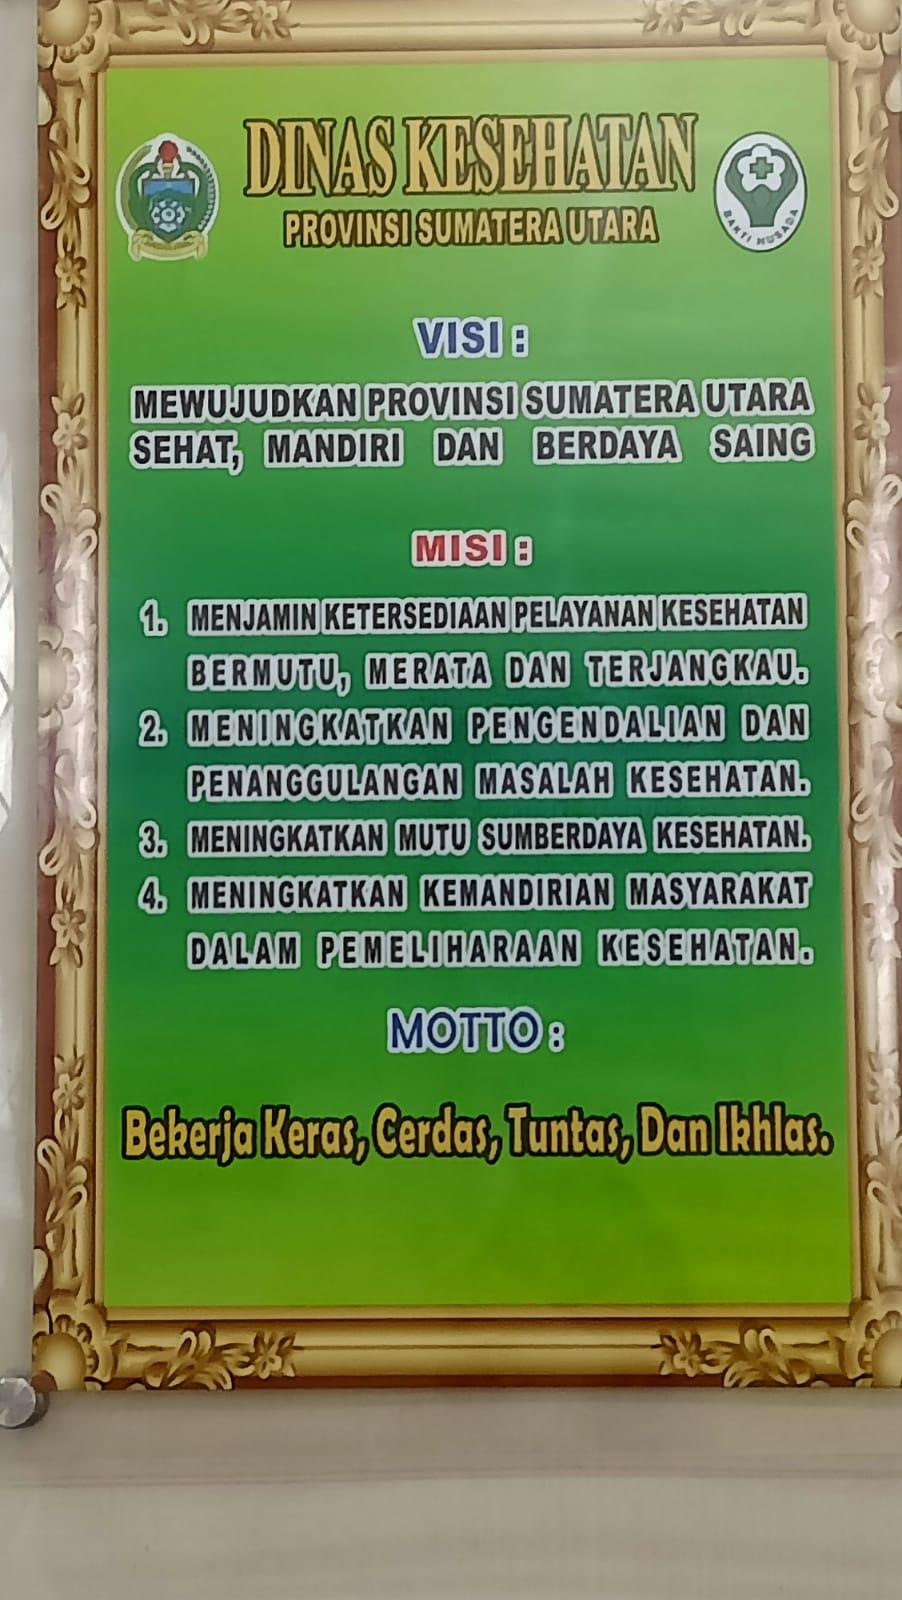 DINAS KESEHATAN
PROVINSI SUMATERA UTARA
BAKTI HUSADA
VISI :
MEWUJUDKAN PROVINSI SUMATERA UTARA
SEHAT, MANDIRI DAN BERDAYA SAING
MISI :
1. MENJAMIN KETERSEDIAAN PELAYANAN KESEHATAN
BERMUTU, MERATA DAN TERJANGKAU.
2. MENINGKATKAN PENGENDALIAN DAN
PENANGGULANGAN MASALAH KESEHATAN.
3. MENINGKATKAN MUTU SUMBERDAYA KESEHATAN.
4. MENINGKATKAN KEMANDIRIAN MASYARAKAT
DALAM PEMELIHARAAN KESEHATAN.
MOTTO :
Bekerja Keras, Cerdas, Tuntas, Dan Ikhlas.